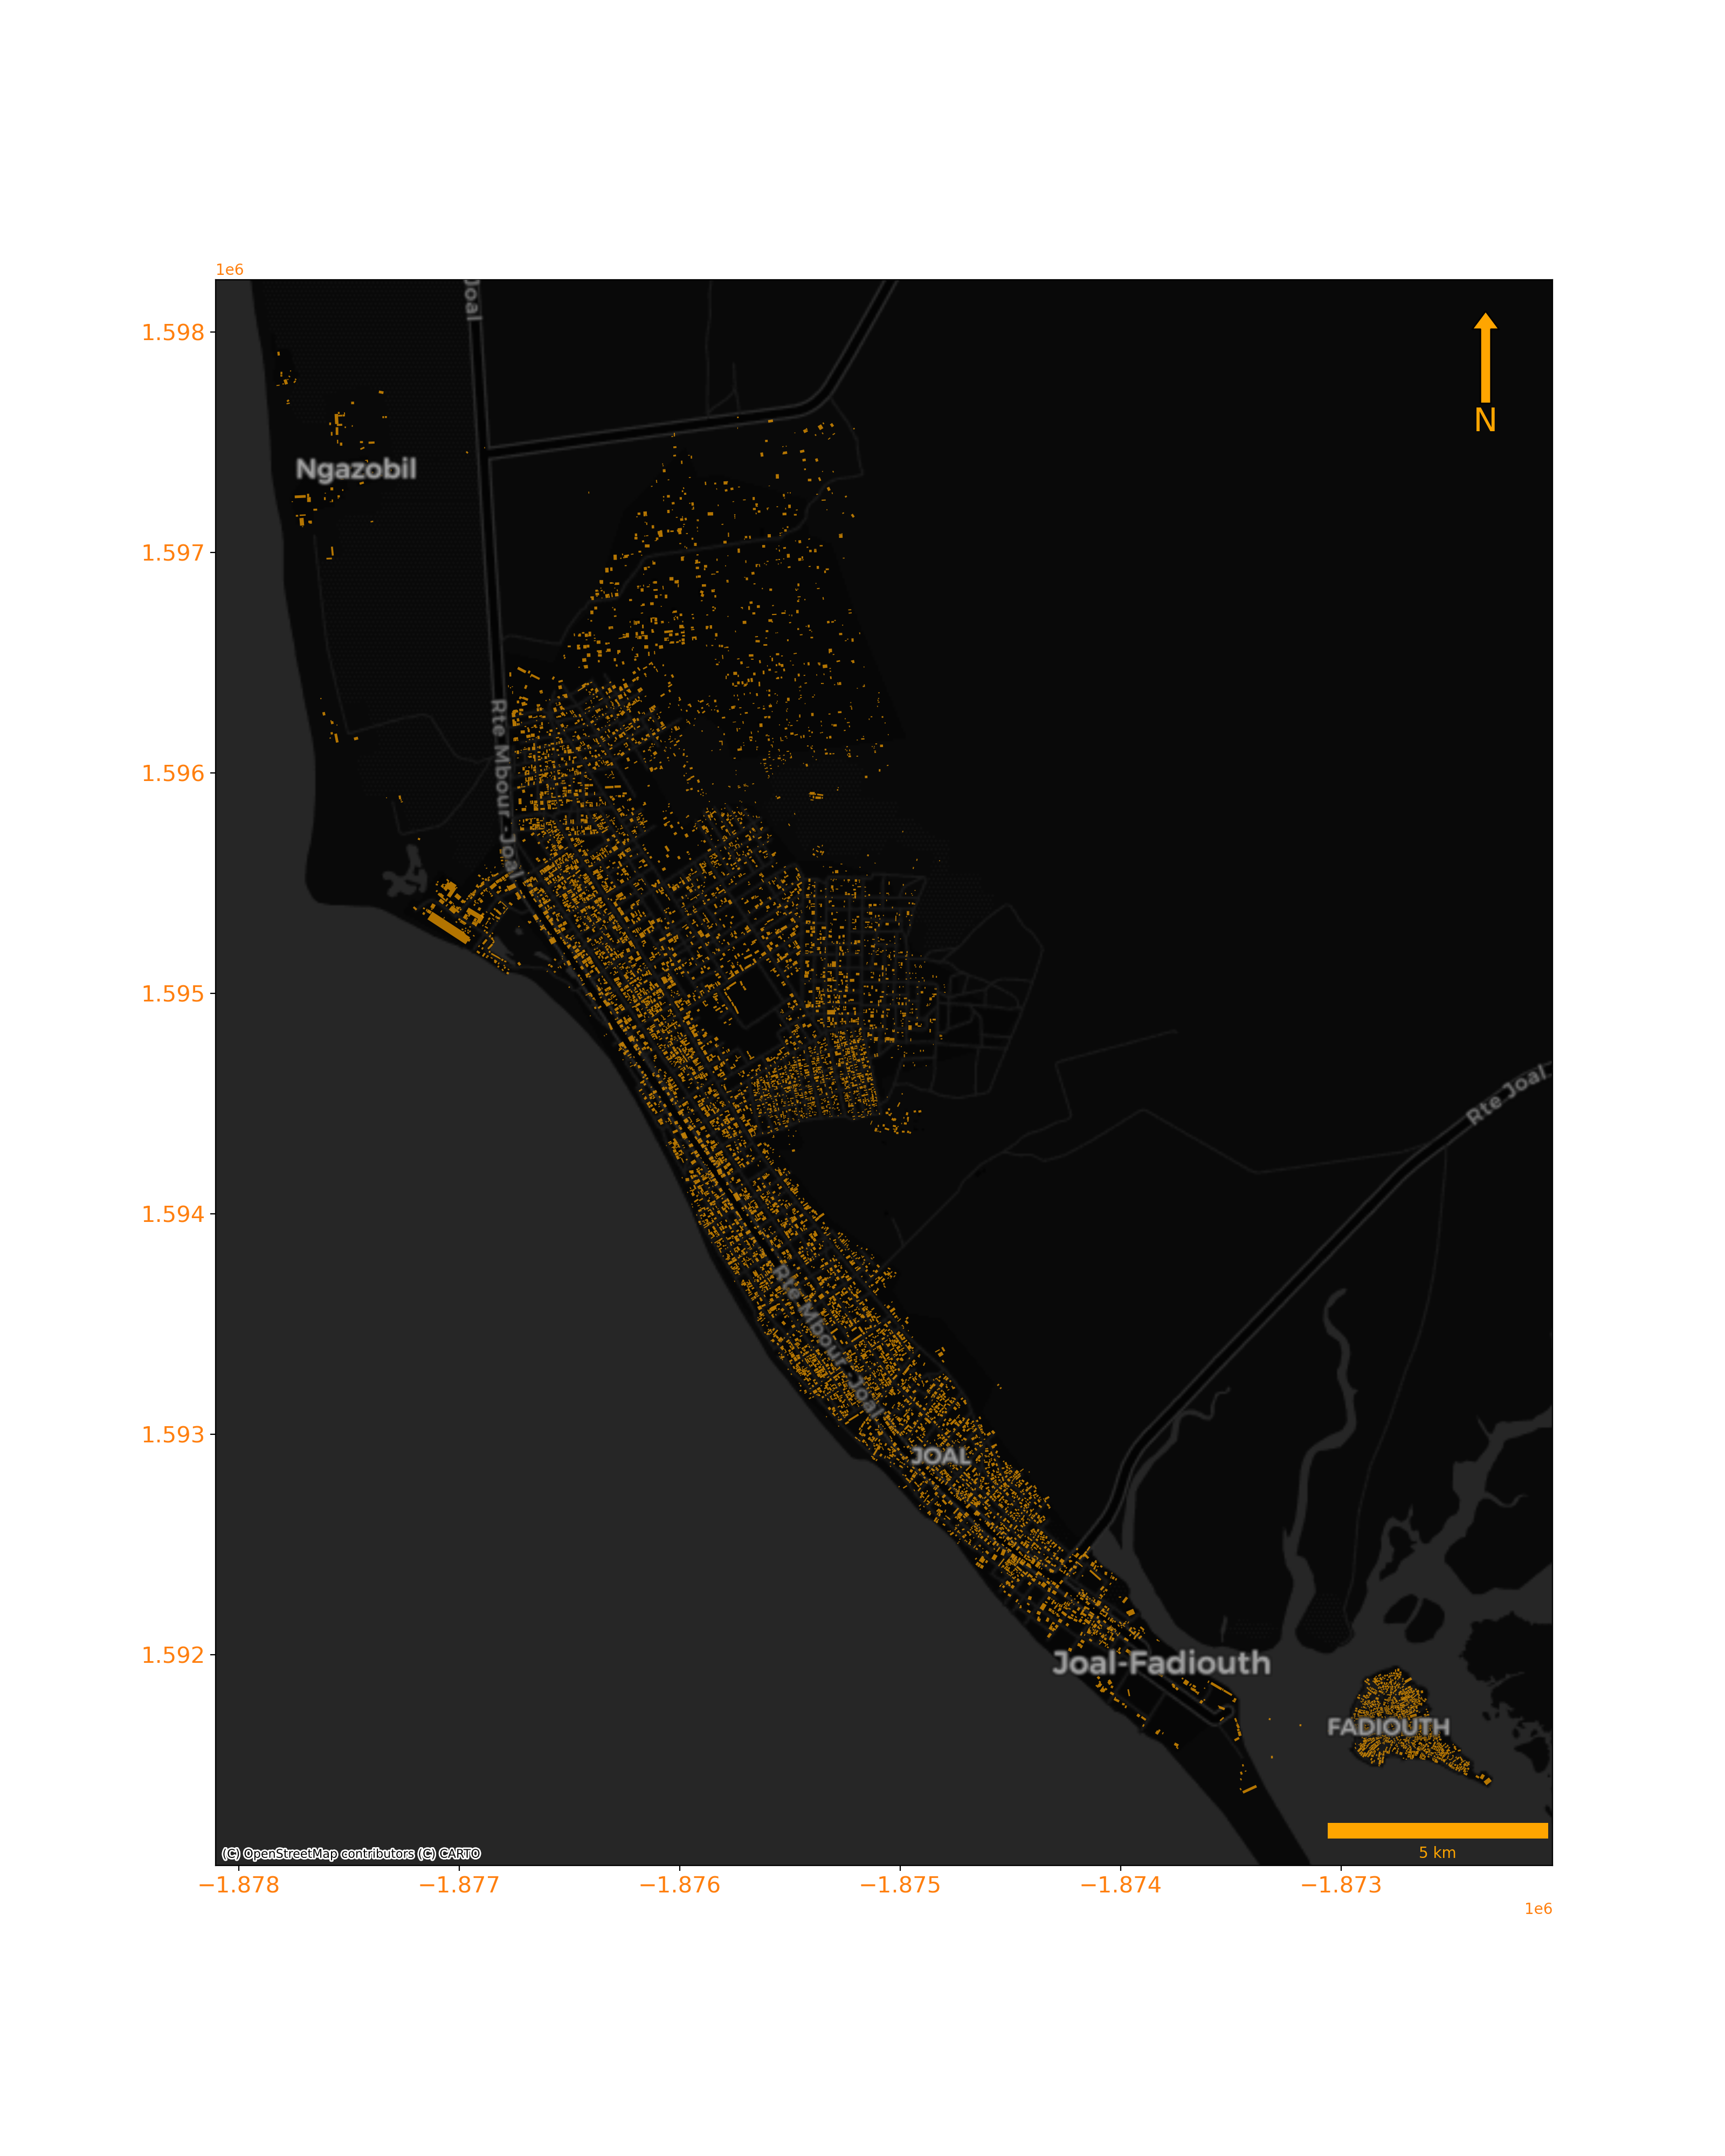 1e6
1.598
1.597
1.596
1.595
1.594
1.593
1.592
Joal
N
Ngazobil
Rte Mbour - Joal
Rte Joal
Rte Mbour - Joal
JOAL
Joal-Fadiouth
FADIOUTH
5 km
(C) OpenStreetMap contributors (C) CARTO
−1.878 −1.877 −1.876 −1.875 −1.874 −1.873
1e6